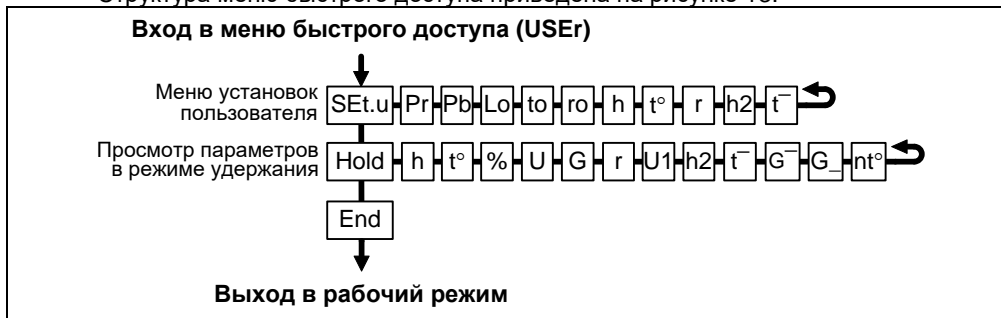 Структура меню быстрого доступа приведена на рисунке 18.
Вход в меню быстрого доступа (USEr)
Меню установок
пользователя
SEt.u Pr Pb Lo to ro h t° r h2 t¯
Просмотр параметров
в режиме удержания
Hold h t° % U G r U1 h2 t¯ G¯ G_ nt°
End
Выход в рабочий режим